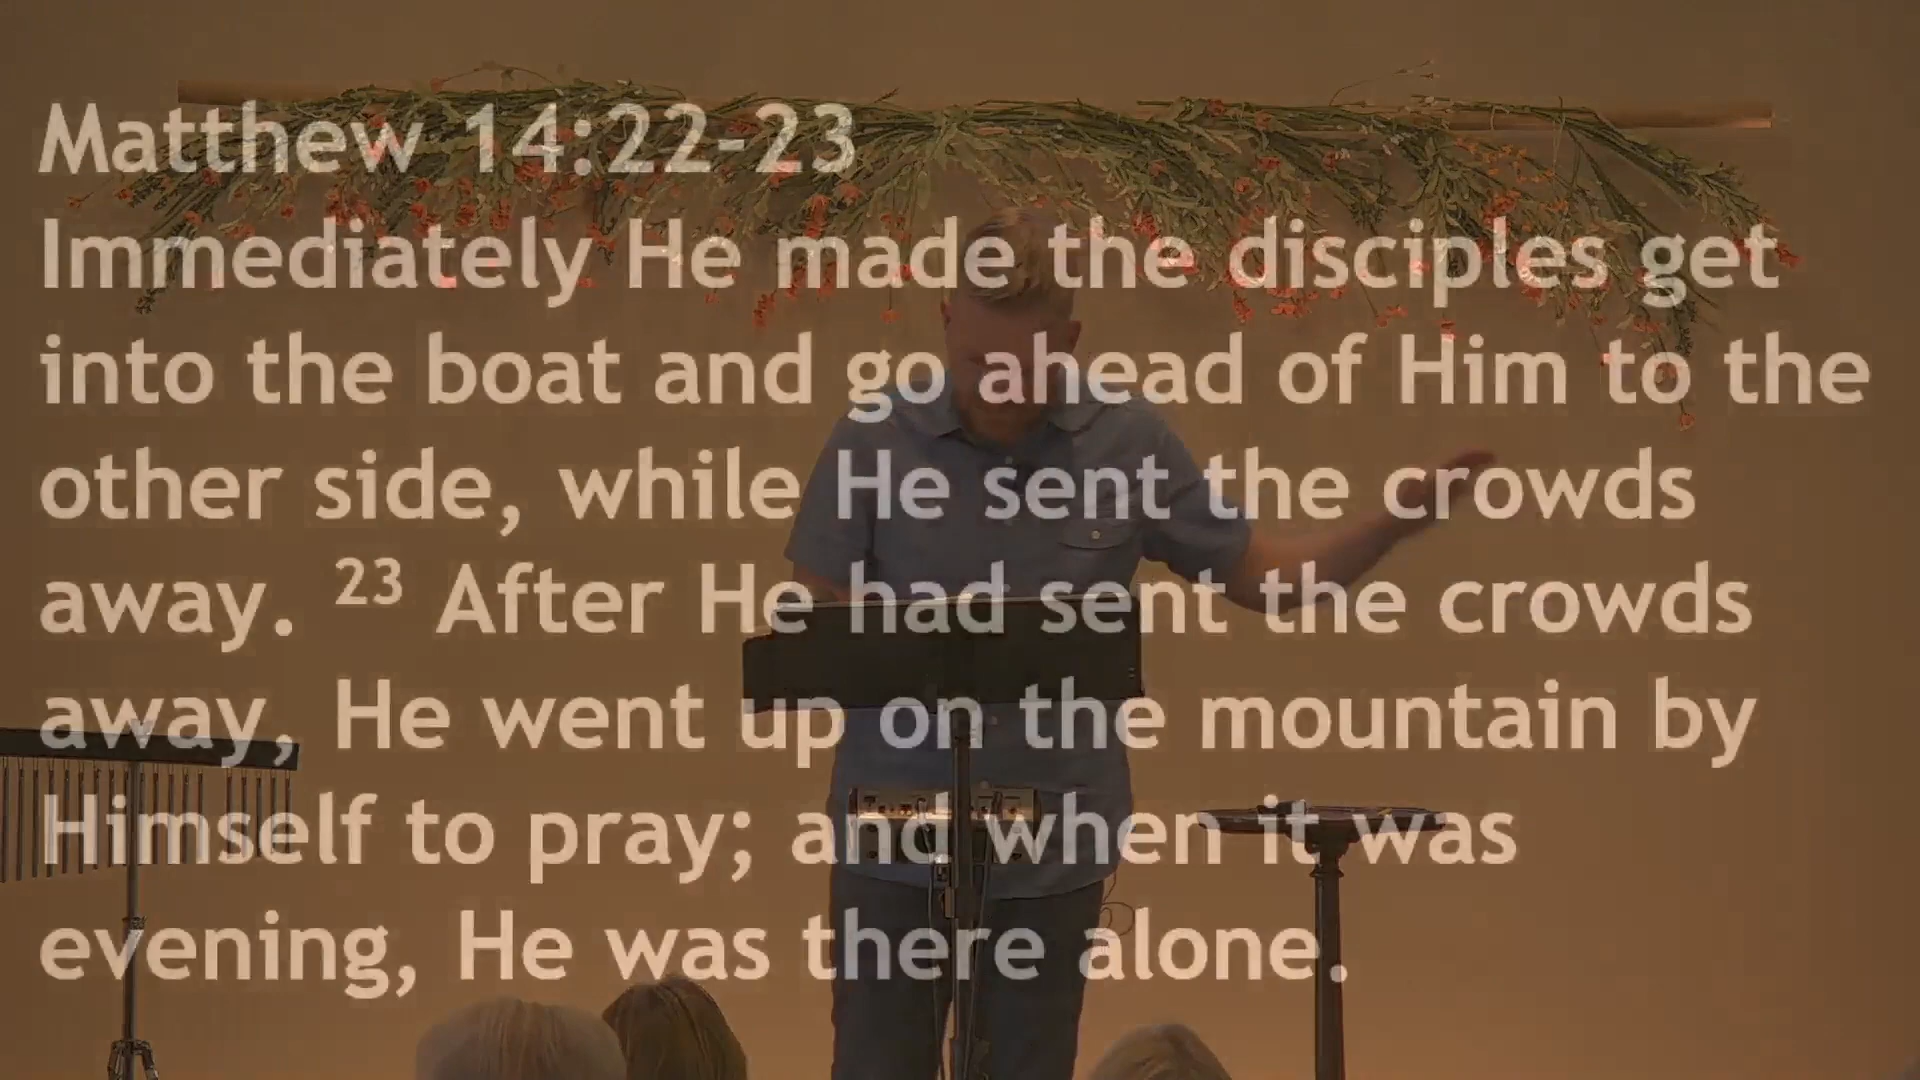 Matthew 14:22-23
Immediately He made the disciples get
into the boat and go ahead of Him to the
other side, while He sent the crowds
away. ²³ After He had sent the crowds
away, He went up on the mountain by
Himself to pray; and when it was
evening, He was there alone.